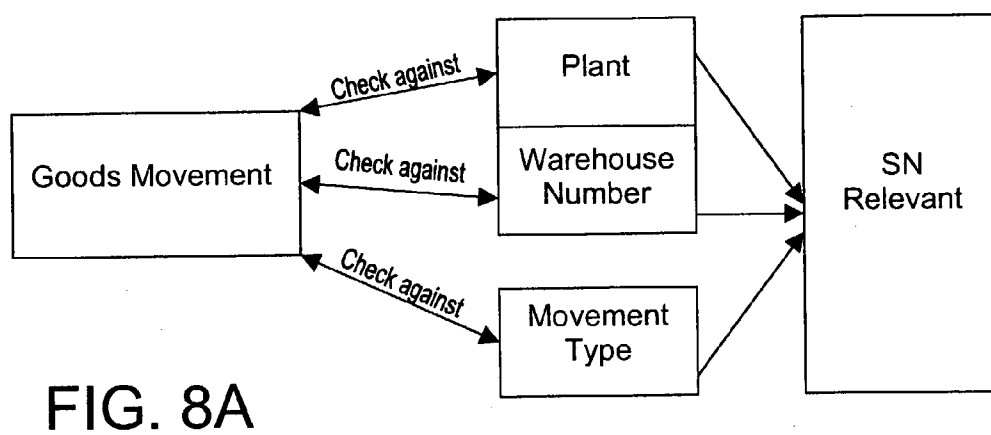 Goods Movement
Check against
Check against
Check against
Plant
Warehouse
Number
Movement
Type
SN
Relevant
FIG. 8A